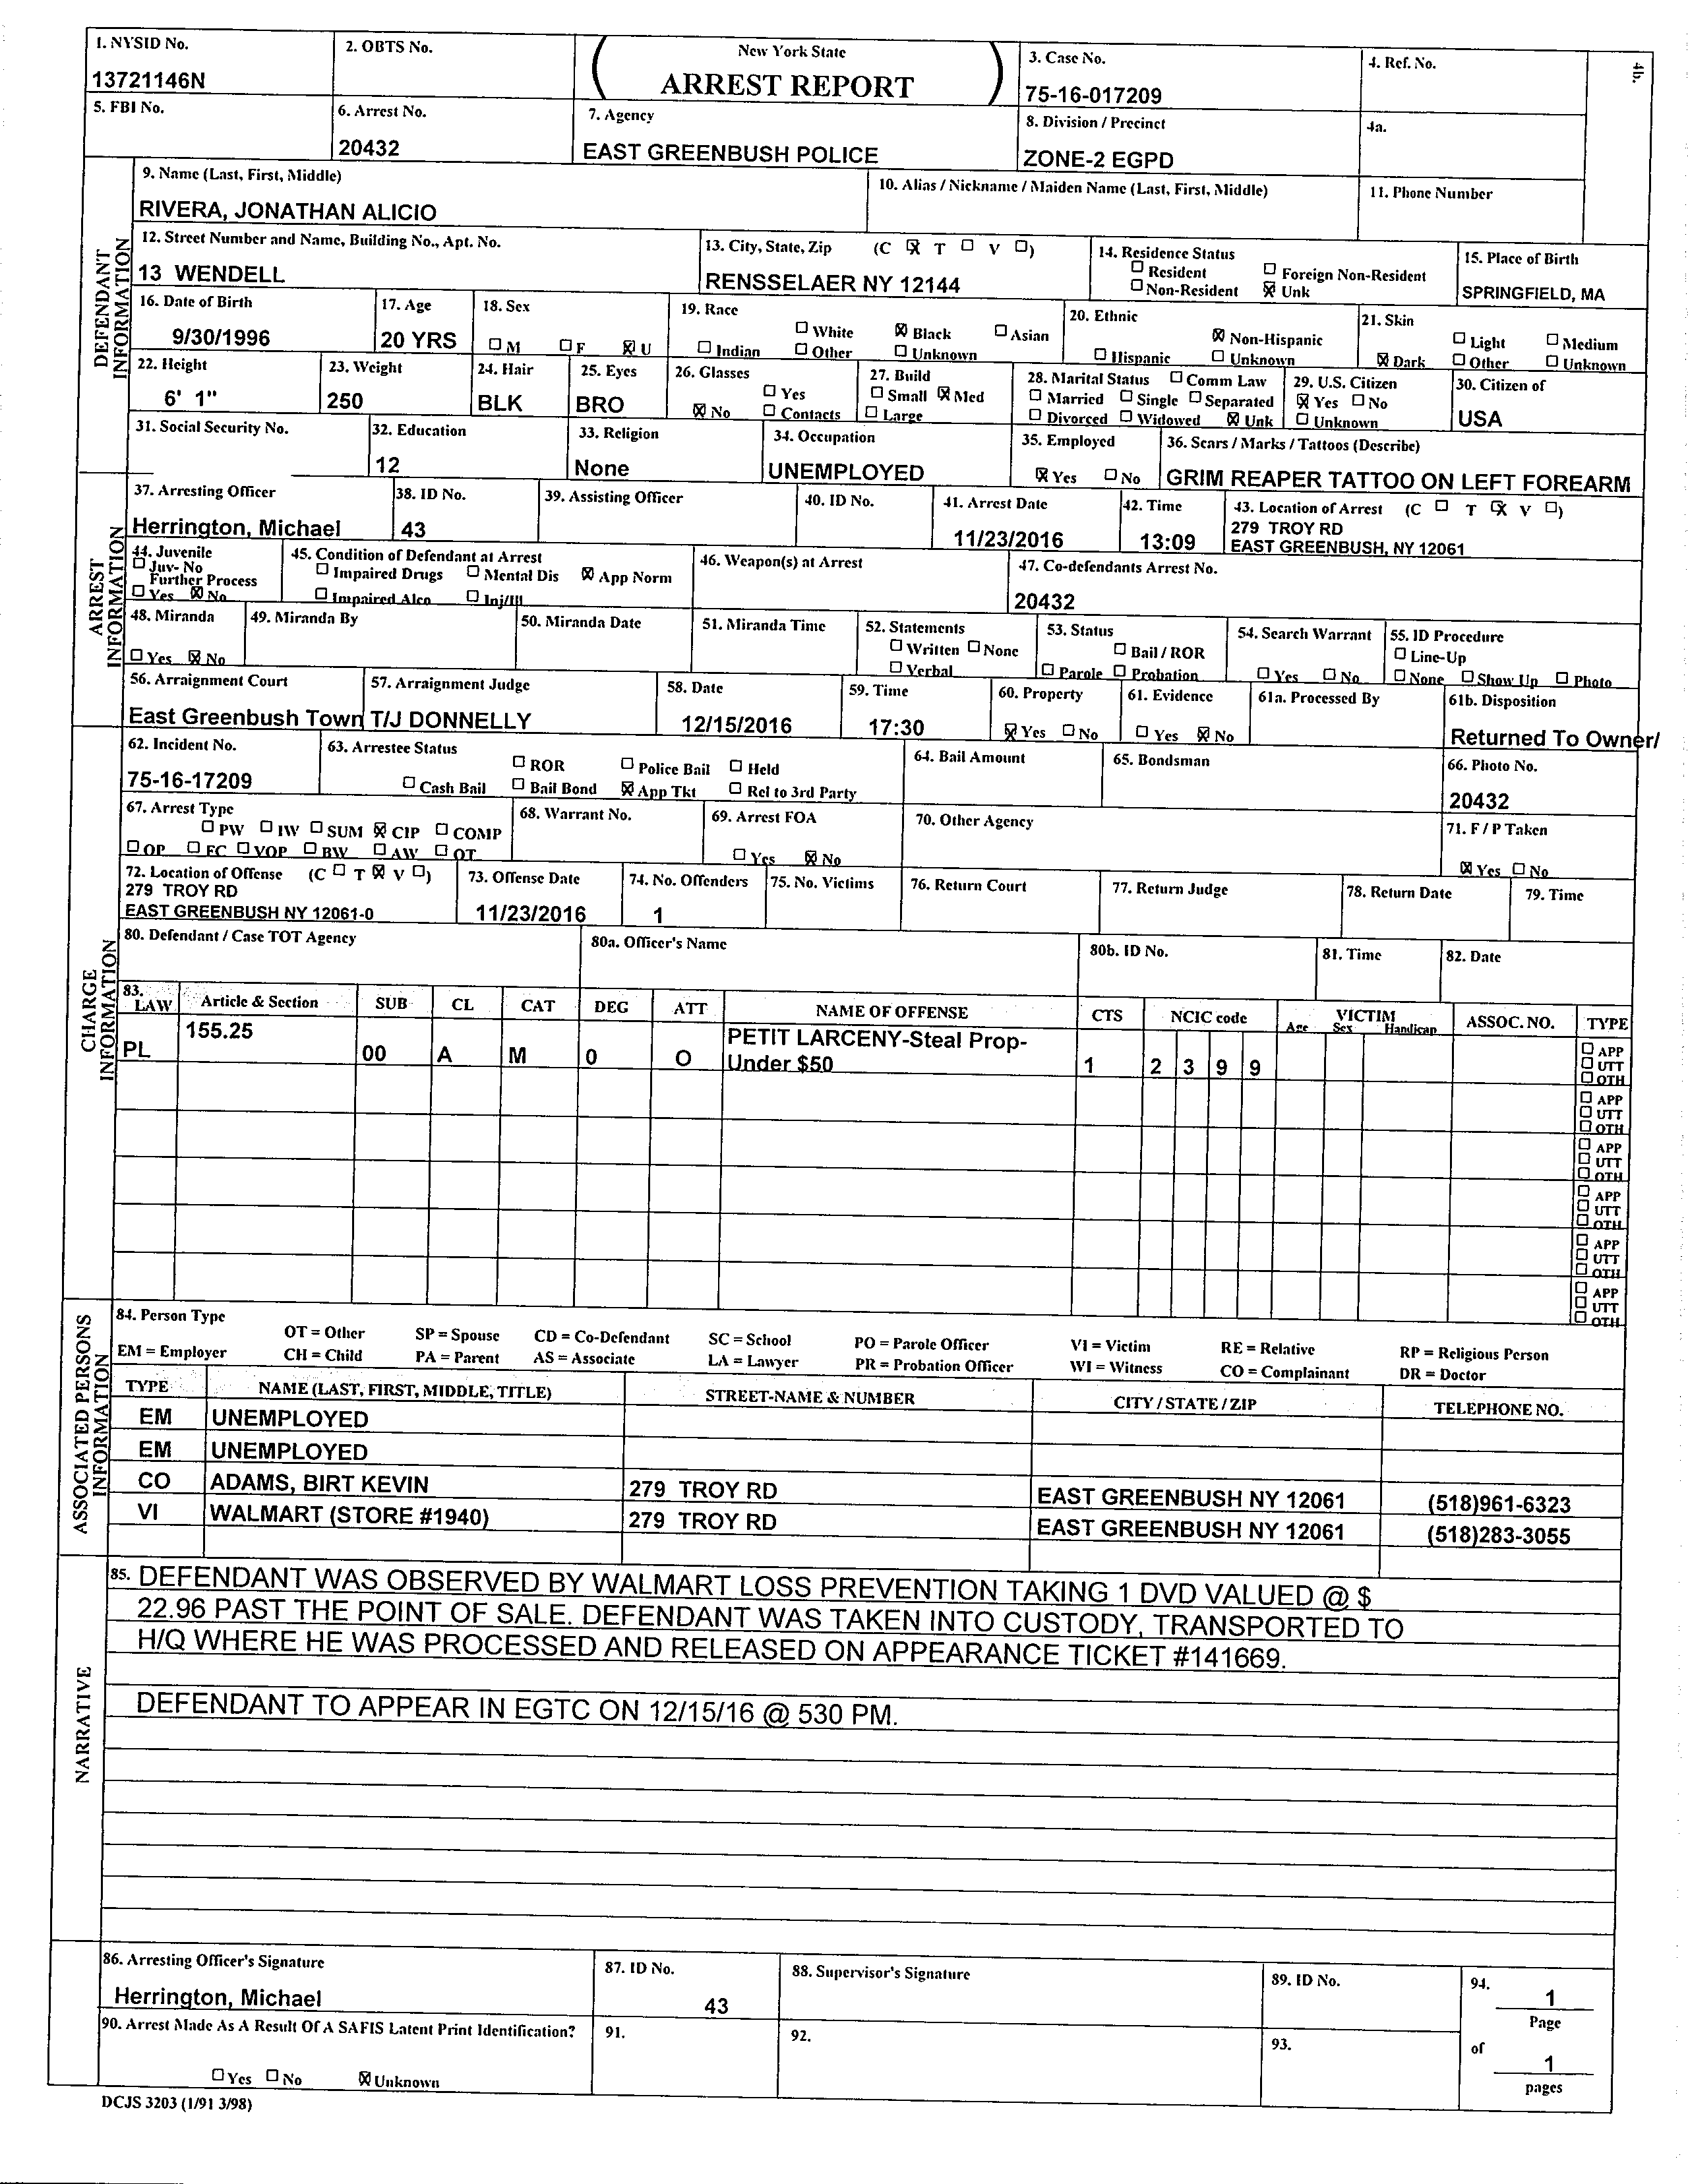 1. NYSID No.
13721146N
2. OBTS No.
New York State
ARREST REPORT
3. Case No.
75-16-017209
4. Ref. No.
4b.
5. FBI No.
6. Arrest No.
20432
7. Agency
EAST GREENBUSH POLICE
8. Division / Precinct
ZONE-2 EGPD
4a.
DEFENDANT INFORMATION
9. Name (Last, First, Middle)
RIVERA, JONATHAN ALICIO
10. Alias / Nickname / Maiden Name (Last, First, Middle)
11. Phone Number
12. Street Number and Name, Building No., Apt. No.
13 WENDELL
13. City, State, Zip (C ☒ T ☐ V ☐)
RENSSELAER NY 12144
14. Residence Status
☐ Resident ☐ Foreign Non-Resident
☐ Non-Resident ☒ Unk
15. Place of Birth
SPRINGFIELD, MA
16. Date of Birth
9/30/1996
17. Age
20 YRS
18. Sex
☐ M ☐ F ☒ U
19. Race
☐ White ☒ Black ☐ Asian
☐ Indian ☐ Other ☐ Unknown
20. Ethnic
☒ Non-Hispanic
☐ Hispanic ☐ Unknown
21. Skin
☐ Light ☐ Medium
☒ Dark ☐ Other ☐ Unknown
22. Height
6' 1"
23. Weight
250
24. Hair
BLK
25. Eyes
BRO
26. Glasses
☐ Yes
☒ No ☐ Contacts
27. Build
☐ Small ☒ Med
☐ Large
28. Marital Status ☐ Comm Law
☐ Married ☐ Single ☐ Separated
☐ Divorced ☐ Widowed ☒ Unk
29. U.S. Citizen
☒ Yes ☐ No
☐ Unknown
30. Citizen of
USA
31. Social Security No.
32. Education
12
33. Religion
None
34. Occupation
UNEMPLOYED
35. Employed
☒ Yes ☐ No
36. Scars / Marks / Tattoos (Describe)
GRIM REAPER TATTOO ON LEFT FOREARM
ARREST INFORMATION
37. Arresting Officer
Herrington, Michael
38. ID No.
43
39. Assisting Officer
40. ID No.
41. Arrest Date
11/23/2016
42. Time
13:09
43. Location of Arrest (C ☐ T ☒ V ☐)
279 TROY RD
EAST GREENBUSH, NY 12061
44. Juvenile
☐ Juv- No
Further Process
☐ Yes ☒ No
45. Condition of Defendant at Arrest
☐ Impaired Drugs ☐ Mental Dis ☒ App Norm
☐ Impaired Alco ☐ Inj/Ill
46. Weapon(s) at Arrest
47. Co-defendants Arrest No.
20432
48. Miranda
☐ Yes ☒ No
49. Miranda By
50. Miranda Date
51. Miranda Time
52. Statements
☐ Written ☐ None
☐ Verbal
53. Status
☐ Bail / ROR
☐ Parole ☐ Probation
54. Search Warrant
☐ Yes ☐ No
55. ID Procedure
☐ Line-Up
☐ None ☐ Show Up ☐ Photo
56. Arraignment Court
East Greenbush Town
57. Arraignment Judge
T/J DONNELLY
58. Date
12/15/2016
59. Time
17:30
60. Property
☒ Yes ☐ No
61. Evidence
☐ Yes ☒ No
61a. Processed By
61b. Disposition
Returned To Owner/
CHARGE INFORMATION
62. Incident No.
75-16-17209
63. Arrestee Status
☐ ROR ☐ Police Bail ☐ Held
☐ Cash Bail ☐ Bail Bond ☒ App Tkt ☐ Rel to 3rd Party
64. Bail Amount
65. Bondsman
66. Photo No.
20432
67. Arrest Type
☐ PW ☐ IW ☐ SUM ☒ CIP ☐ COMP
☐ OP ☐ FC ☐ VOP ☐ BW ☐ AW ☐ OT
68. Warrant No.
69. Arrest FOA
☐ Yes ☒ No
70. Other Agency
71. F / P Taken
☒ Yes ☐ No
72. Location of Offense (C ☐ T ☒ V ☐)
279 TROY RD
EAST GREENBUSH NY 12061-0
73. Offense Date
11/23/2016
74. No. Offenders
1
75. No. Victims
76. Return Court
77. Return Judge
78. Return Date
79. Time
80. Defendant / Case TOT Agency
80a. Officer's Name
80b. ID No.
81. Time
82. Date
83. LAW Article & Section SUB CL CAT DEG ATT NAME OF OFFENSE CTS NCIC code VICTIM Age Sex Handicap ASSOC. NO. TYPE
PL 155.25 00 A M 0 O PETIT LARCENY-Steal Prop-
Under $50 1 2 3 9 9
☐ APP
☐ UTT
☐ OTH
☐ APP
☐ UTT
☐ OTH
☐ APP
☐ UTT
☐ OTH
☐ APP
☐ UTT
☐ OTH
☐ APP
☐ UTT
☐ OTH
☐ APP
☐ UTT
☐ OTH
ASSOCIATED PERSONS INFORMATION
84. Person Type
OT = Other SP = Spouse CD = Co-Defendant SC = School PO = Parole Officer VI = Victim RE = Relative RP = Religious Person
EM = Employer CH = Child PA = Parent AS = Associate LA = Lawyer PR = Probation Officer WI = Witness CO = Complainant DR = Doctor
TYPE NAME (LAST, FIRST, MIDDLE, TITLE) STREET-NAME & NUMBER CITY / STATE / ZIP TELEPHONE NO.
EM UNEMPLOYED
EM UNEMPLOYED
CO ADAMS, BIRT KEVIN 279 TROY RD EAST GREENBUSH NY 12061 (518)961-6323
VI WALMART (STORE #1940) 279 TROY RD EAST GREENBUSH NY 12061 (518)283-3055
NARRATIVE
85. DEFENDANT WAS OBSERVED BY WALMART LOSS PREVENTION TAKING 1 DVD VALUED @ $
22.96 PAST THE POINT OF SALE. DEFENDANT WAS TAKEN INTO CUSTODY, TRANSPORTED TO
H/Q WHERE HE WAS PROCESSED AND RELEASED ON APPEARANCE TICKET #141669.
DEFENDANT TO APPEAR IN EGTC ON 12/15/16 @ 530 PM.
86. Arresting Officer's Signature
Herrington, Michael
87. ID No.
43
88. Supervisor's Signature
89. ID No.
94.
1
Page
of
1
pages
90. Arrest Made As A Result Of A SAFIS Latent Print Identification?
☐ Yes ☐ No ☒ Unknown
91.
92.
93.
DCJS 3203 (1/91 3/98)